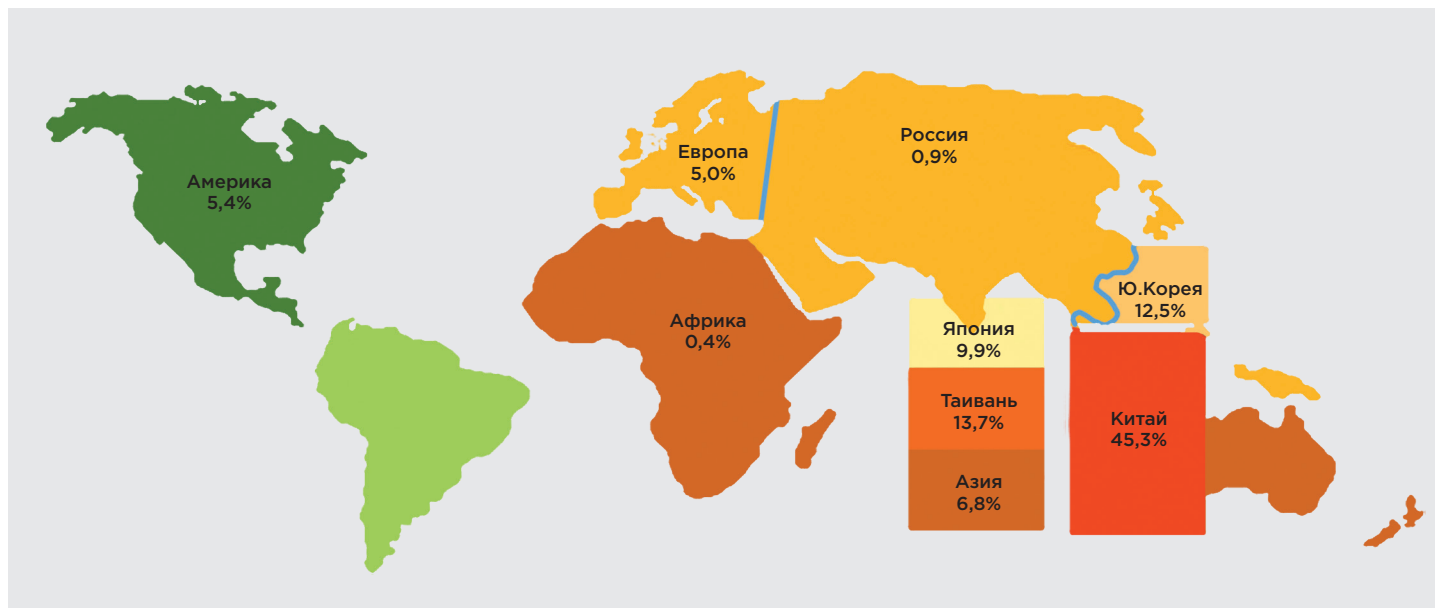 Америка
5,4%
Европа
5,0%
Россия
0,9%
Африка
0,4%
Ю.Корея
12,5%
Япония
9,9%
Таивань
13,7%
Азия
6,8%
Китай
45,3%